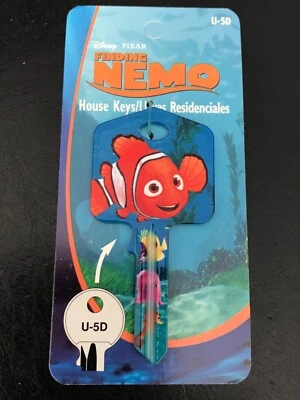 U-5D
Disney · PIXAR
FINDING
NEMO
House Keys/Llaves Residenciales
U-5D